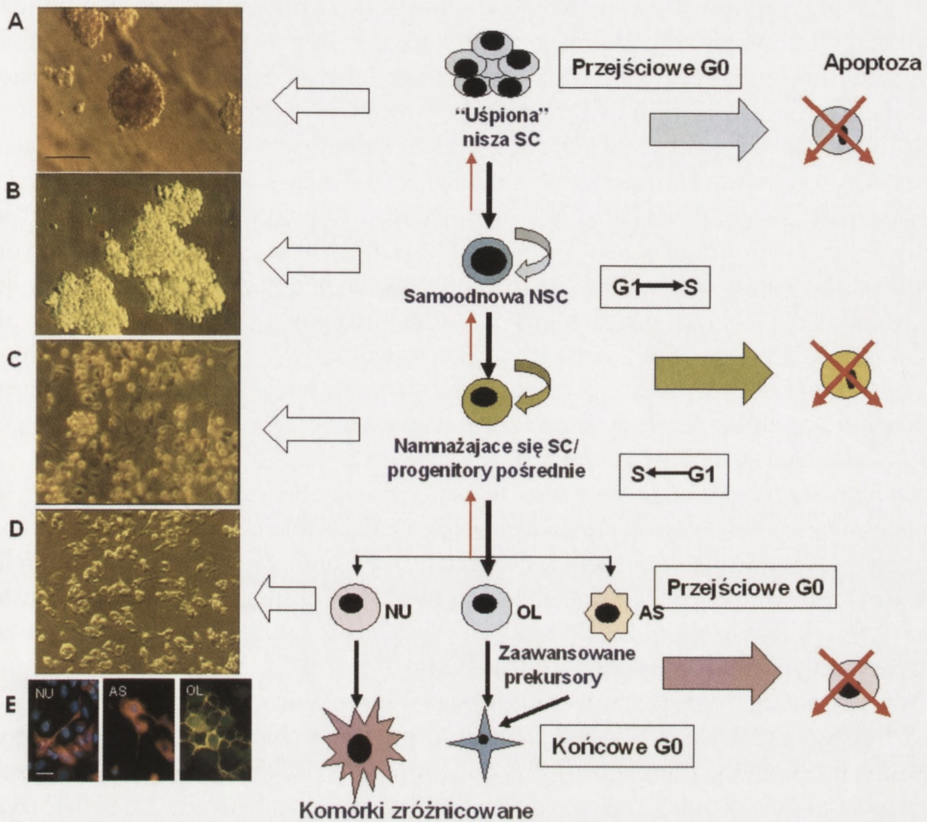 A
Przejściowe G0
Apoptoza
“Uśpiona”
nisza SC
B
Samoodnowa NSC
G1 S
C
Namnażajace się SC/
progenitory pośrednie
S G1
D
NU
OL
AS
Przejściowe G0
Zaawansowane
prekursory
E
NU
AS
OL
Końcowe G0
Komórki zróżnicowane